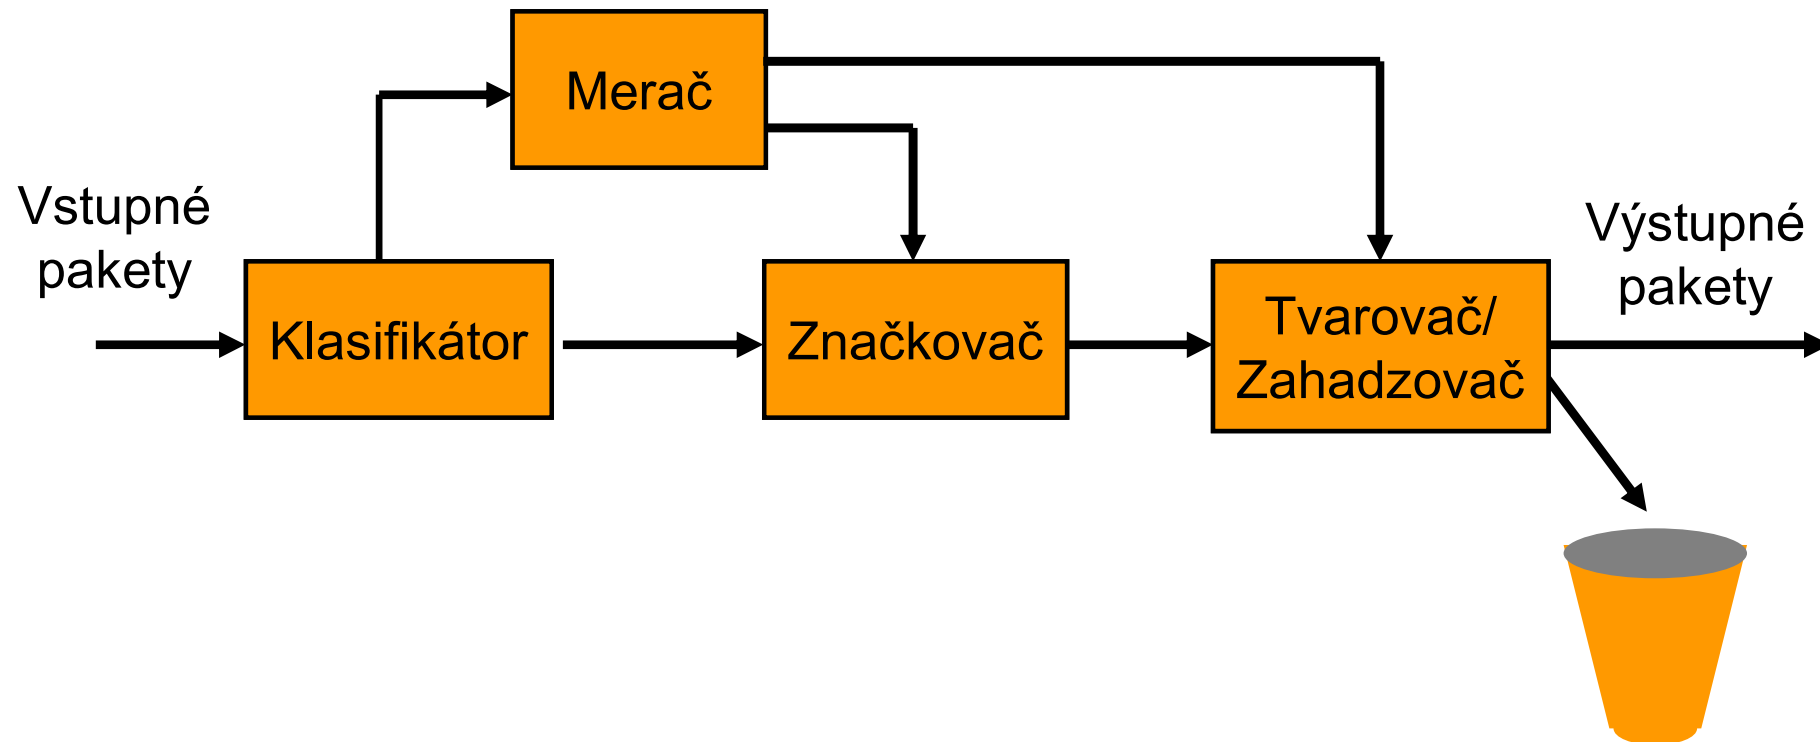 Merač
Vstupné
pakety
Klasifikátor
Značkovač
Tvarovač/
Zahadzovač
Výstupné
pakety